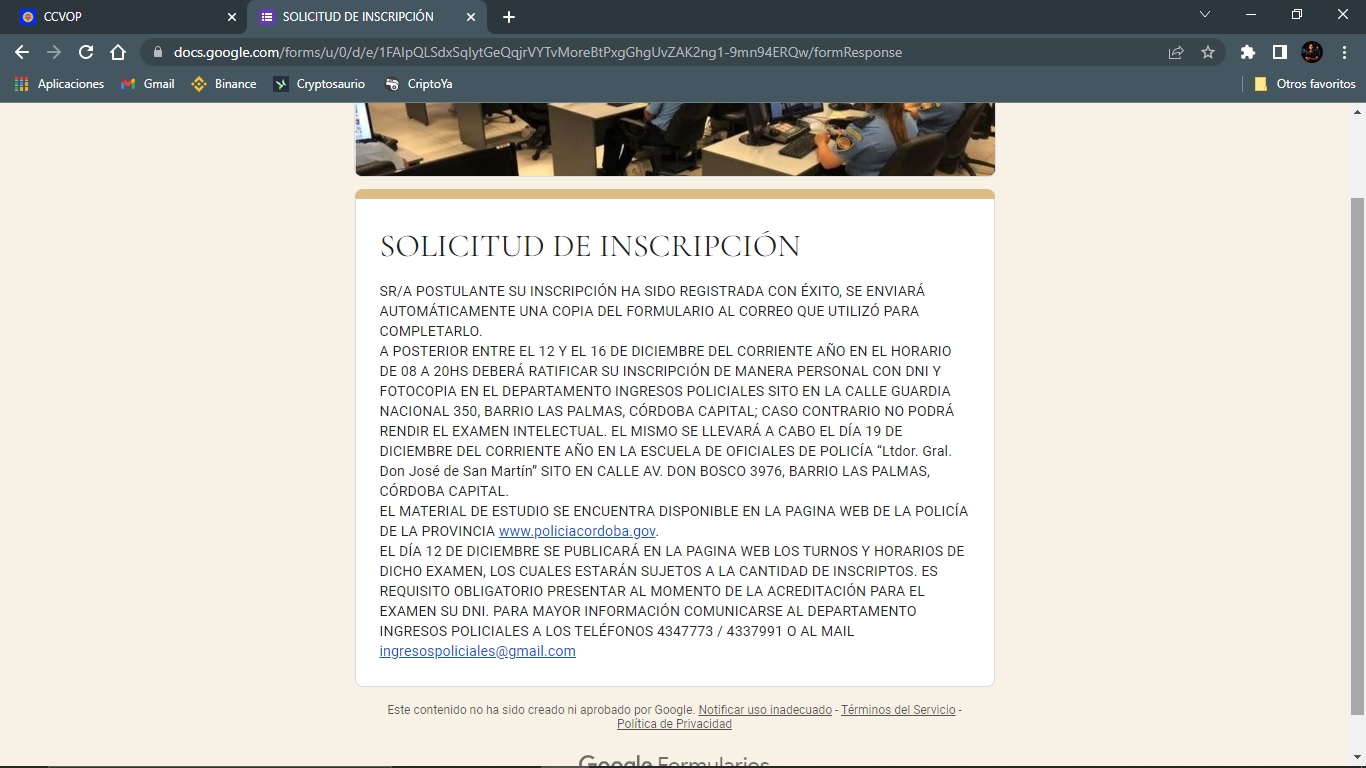 CCVOP
SOLICITUD DE INSCRIPCIÓN
docs.google.com/forms/u/0/d/e/1FAIpQLSdxSqlytGeQqjrVYTvMoreBtPxgGhgUvZAK2ng1-9mn94ERQw/formResponse
Aplicaciones
Gmail
Binance
Cryptosaurio
CriptoYa
Otros favoritos
SOLICITUD DE INSCRIPCIÓN
SR/A POSTULANTE SU INSCRIPCIÓN HA SIDO REGISTRADA CON ÉXITO, SE ENVIARÁ
AUTOMÁTICAMENTE UNA COPIA DEL FORMULARIO AL CORREO QUE UTILIZÓ PARA
COMPLETARLO.
A POSTERIOR ENTRE EL 12 Y EL 16 DE DICIEMBRE DEL CORRIENTE AÑO EN EL HORARIO
DE 08 A 20HS DEBERÁ RATIFICAR SU INSCRIPCIÓN DE MANERA PERSONAL CON DNI Y
FOTOCOPIA EN EL DEPARTAMENTO INGRESOS POLICIALES SITO EN LA CALLE GUARDIA
NACIONAL 350, BARRIO LAS PALMAS, CÓRDOBA CAPITAL; CASO CONTRARIO NO PODRÁ
RENDIR EL EXAMEN INTELECTUAL. EL MISMO SE LLEVARÁ A CABO EL DÍA 19 DE
DICIEMBRE DEL CORRIENTE AÑO EN LA ESCUELA DE OFICIALES DE POLICÍA “Ltdor. Gral.
Don José de San Martín” SITO EN CALLE AV. DON BOSCO 3976, BARRIO LAS PALMAS,
CÓRDOBA CAPITAL.
EL MATERIAL DE ESTUDIO SE ENCUENTRA DISPONIBLE EN LA PAGINA WEB DE LA POLICÍA
DE LA PROVINCIA www.policiacordoba.gov.
EL DÍA 12 DE DICIEMBRE SE PUBLICARÁ EN LA PAGINA WEB LOS TURNOS Y HORARIOS DE
DICHO EXAMEN, LOS CUALES ESTARÁN SUJETOS A LA CANTIDAD DE INSCRIPTOS. ES
REQUISITO OBLIGATORIO PRESENTAR AL MOMENTO DE LA ACREDITACIÓN PARA EL
EXAMEN SU DNI. PARA MAYOR INFORMACIÓN COMUNICARSE AL DEPARTAMENTO
INGRESOS POLICIALES A LOS TELÉFONOS 4347773 / 4337991 O AL MAIL
ingresospoliciales@gmail.com
Este contenido no ha sido creado ni aprobado por Google. Notificar uso inadecuado - Términos del Servicio -
Política de Privacidad
Google Formularios